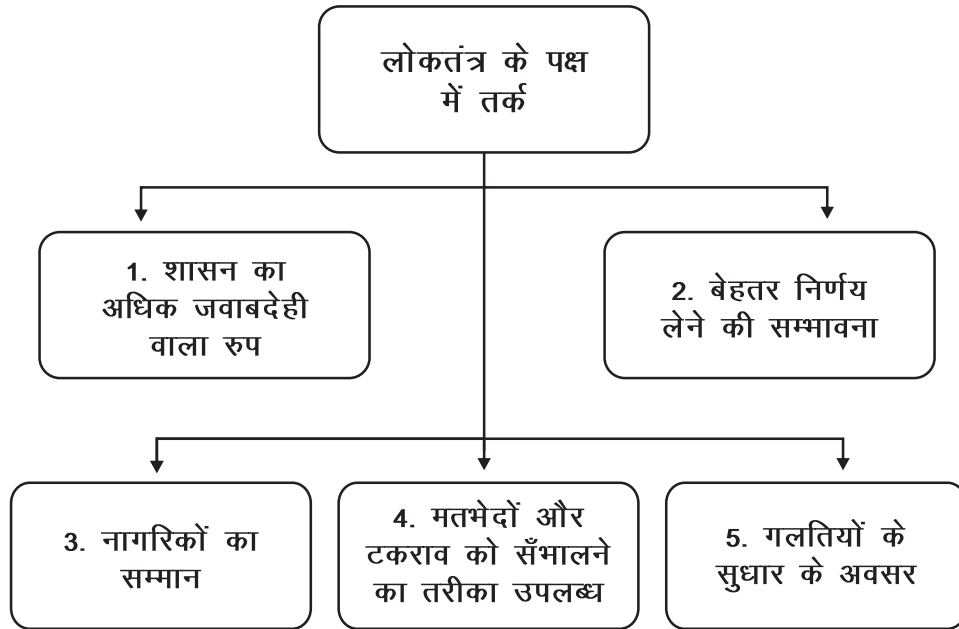 लोकतंत्र के पक्ष
में तर्क
1. शासन का
अधिक जवाबदेही
वाला रुप
2. बेहतर निर्णय
लेने की सम्भावना
3. नागरिकों का
सम्मान
4. मतभेदों और
टकराव को सँभालने
का तरीका उपलब्ध
5. गलतियों के
सुधार के अवसर